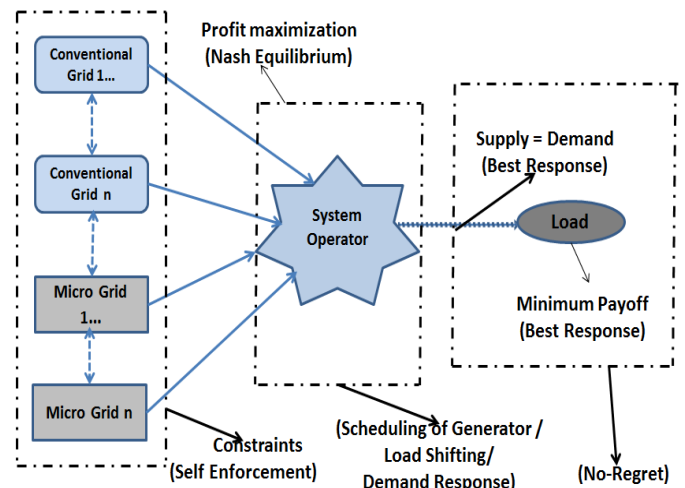 Conventional
Grid 1...
Conventional
Grid n
Micro Grid
1...
Micro Grid n
Constraints
(Self Enforcement)
Profit maximization
(Nash Equilibrium)
System
Operator
(Scheduling of Generator /
Load Shifting/
Demand Response)
Supply = Demand
(Best Response)
Load
Minimum Payoff
(Best Response)
(No-Regret)